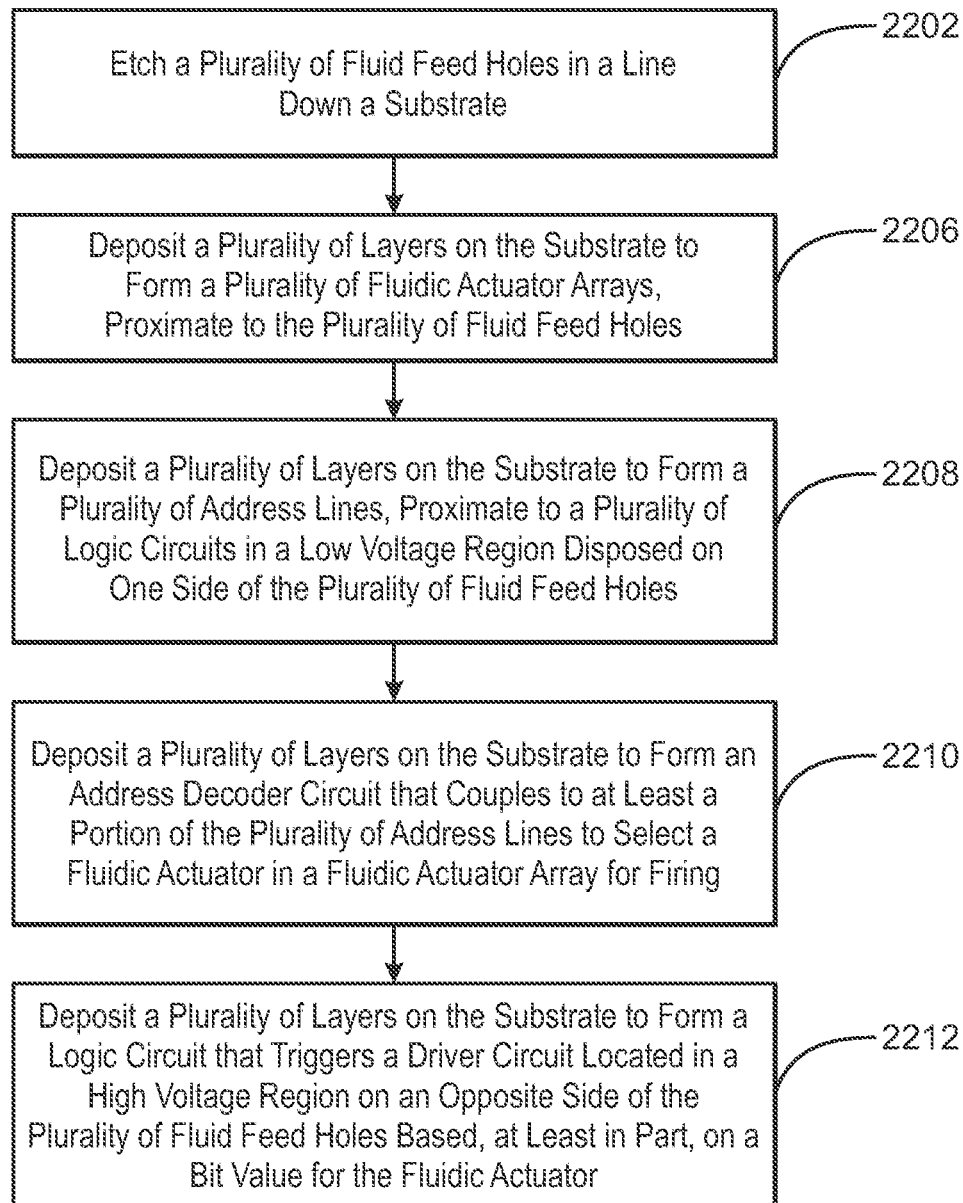 Etch a Plurality of Fluid Feed Holes in a Line
Down a Substrate
2202
Deposit a Plurality of Layers on the Substrate to
Form a Plurality of Fluidic Actuator Arrays,
Proximate to the Plurality of Fluid Feed Holes
2206
Deposit a Plurality of Layers on the Substrate to Form a
Plurality of Address Lines, Proximate to a Plurality of
Logic Circuits in a Low Voltage Region Disposed on
One Side of the Plurality of Fluid Feed Holes
2208
Deposit a Plurality of Layers on the Substrate to Form an
Address Decoder Circuit that Couples to at Least a
Portion of the Plurality of Address Lines to Select a
Fluidic Actuator in a Fluidic Actuator Array for Firing
2210
Deposit a Plurality of Layers on the Substrate to Form a
Logic Circuit that Triggers a Driver Circuit Located in a
High Voltage Region on an Opposite Side of the
Plurality of Fluid Feed Holes Based, at Least in Part, on a
Bit Value for the Fluidic Actuator
2212